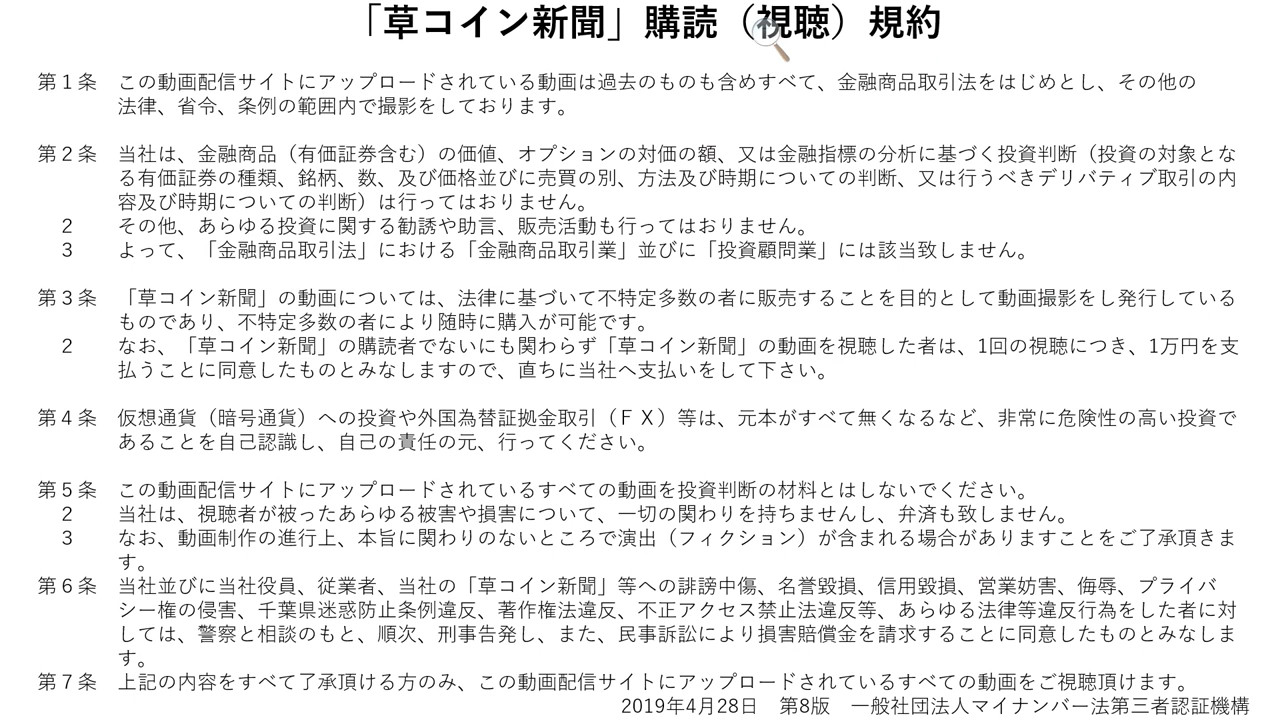 「草コイン新聞」購読（視聴）規約
第１条 この動画配信サイトにアップロードされている動画は過去のものも含めすべて、金融商品取引法をはじめとし、その他の
法律、省令、条例の範囲内で撮影をしております。
第２条 当社は、金融商品（有価証券含む）の価値、オプションの対価の額、又は金融指標の分析に基づく投資判断（投資の対象とな
る有価証券の種類、銘柄、数、及び価格並びに売買の別、方法及び時期についての判断、又は行うべきデリバティブ取引の内
容及び時期についての判断）は行ってはおりません。
2 その他、あらゆる投資に関する勧誘や助言、販売活動も行ってはおりません。
3 よって、「金融商品取引法」における「金融商品取引業」並びに「投資顧問業」には該当致しません。
第３条 「草コイン新聞」の動画については、法律に基づいて不特定多数の者に販売することを目的として動画撮影をし発行している
ものであり、不特定多数の者により随時に購入が可能です。
2 なお、「草コイン新聞」の購読者でないにも関わらず「草コイン新聞」の動画を視聴した者は、1回の視聴につき、1万円を支
払うことに同意したものとみなしますので、直ちに当社へ支払いをして下さい。
第４条 仮想通貨（暗号通貨）への投資や外国為替証拠金取引（ＦＸ）等は、元本がすべて無くなるなど、非常に危険性の高い投資で
あることを自己認識し、自己の責任の元、行ってください。
第５条 この動画配信サイトにアップロードされているすべての動画を投資判断の材料とはしないでください。
2 当社は、視聴者が被ったあらゆる被害や損害について、一切の関わりを持ちませんし、弁済も致しません。
3 なお、動画制作の進行上、本旨に関わりのないところで演出（フィクション）が含まれる場合がありますことをご了承頂きま
す。
第６条 当社並びに当社役員、従業者、当社の「草コイン新聞」等への誹謗中傷、名誉毀損、信用毀損、営業妨害、侮辱、プライバ
シー権の侵害、千葉県迷惑防止条例違反、著作権法違反、不正アクセス禁止法違反等、あらゆる法律等違反行為をした者に対
しては、警察と相談のもと、順次、刑事告発し、また、民事訴訟により損害賠償金を請求することに同意したものとみなしま
す。
第７条 上記の内容をすべて了承頂ける方のみ、この動画配信サイトにアップロードされているすべての動画をご視聴頂けます。
2019年4月28日 第8版 一般社団法人マイナンバー法第三者認証機構